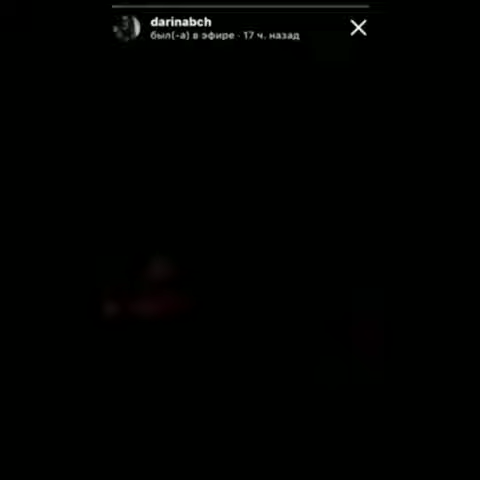 darinabch
был(-а) в эфире · 17 ч. назад